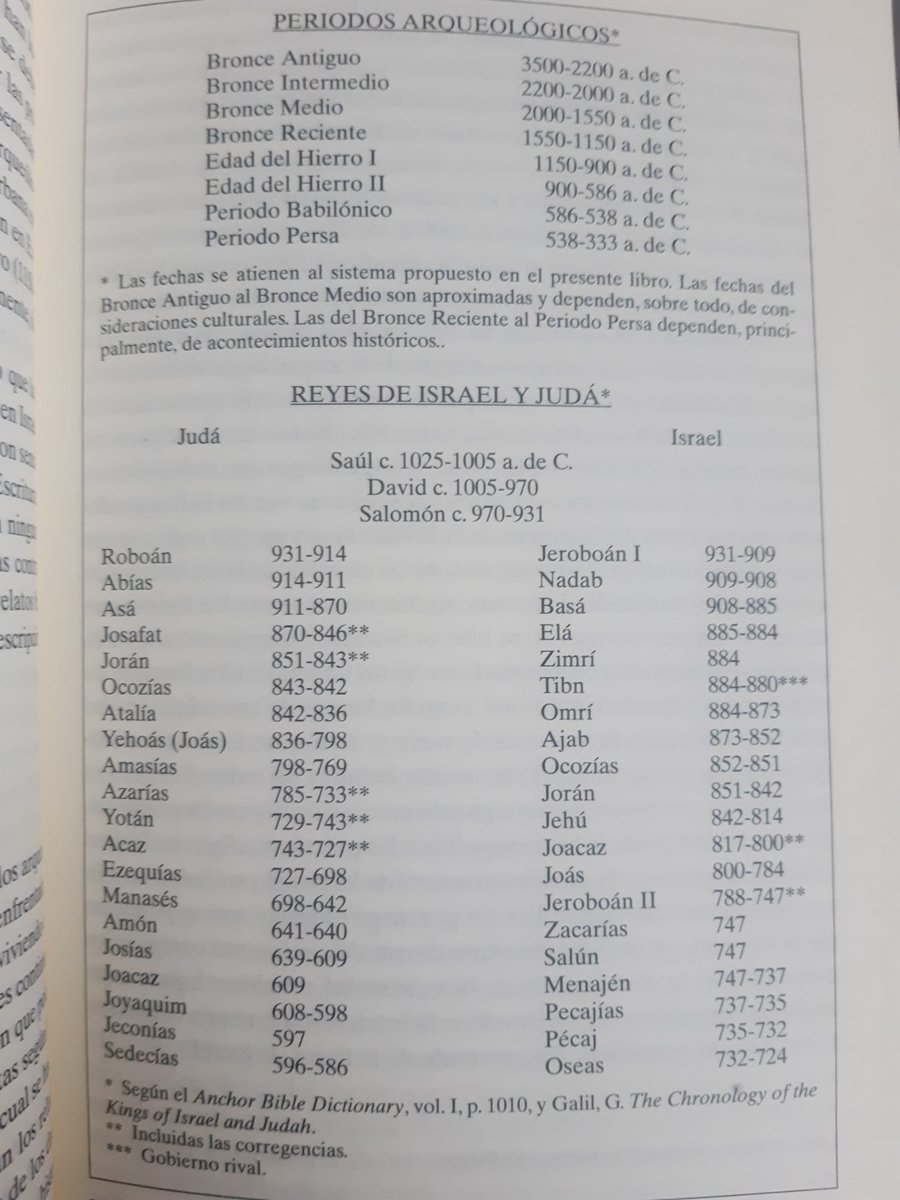 PERIODOS ARQUEOLÓGICOS*
Bronce Antiguo 3500-2200 a. de C.
Bronce Intermedio 2200-2000 a. de C.
Bronce Medio 2000-1550 a. de C.
Bronce Reciente 1550-1150 a. de C.
Edad del Hierro I 1150-900 a. de C.
Edad del Hierro II 900-586 a. de C.
Periodo Babilónico 586-538 a. de C.
Periodo Persa 538-333 a. de C.
* Las fechas se atienen al sistema propuesto en el presente libro. Las fechas del
Bronce Antiguo al Bronce Medio son aproximadas y dependen, sobre todo, de con-
sideraciones culturales. Las del Bronce Reciente al Periodo Persa dependen, princi-
palmente, de acontecimientos históricos..
REYES DE ISRAEL Y JUDÁ*
Judá Israel
Saúl c. 1025-1005 a. de C.
David c. 1005-970
Salomón c. 970-931
Roboán 931-914 Jeroboán I 931-909
Abías 914-911 Nadab 909-908
Asá 911-870 Basá 908-885
Josafat 870-846** Elá 885-884
Jorán 851-843** Zimrí 884
Ocozías 843-842 Tibn 884-880***
Atalía 842-836 Omrí 884-873
Yehoás (Joás) 836-798 Ajab 873-852
Amasías 798-769 Ocozías 852-851
Azarías 785-733** Jorán 851-842
Yotán 729-743** Jehú 842-814
Acaz 743-727** Joacaz 817-800**
Ezequías 727-698 Joás 800-784
Manasés 698-642 Jeroboán II 788-747**
Amón 641-640 Zacarías 747
Josías 639-609 Salún 747
Joacaz 609 Menajén 747-737
Joyaquim 608-598 Pecajías 737-735
Jeconías 597 Pécaj 735-732
Sedecías 596-586 Oseas 732-724
* Según el Anchor Bible Dictionary, vol. I, p. 1010, y Galil, G. The Chronology of the
Kings of Israel and Judah.
** Incluidas las corregencias.
*** Gobierno rival.